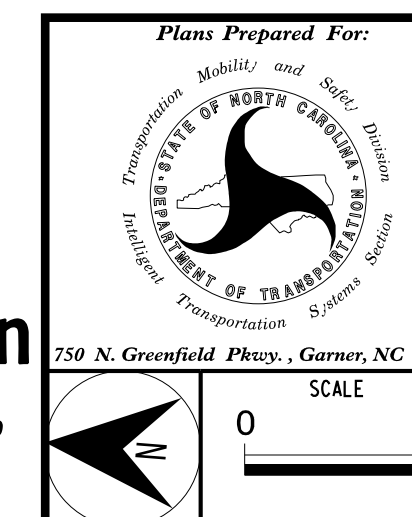 Plans Prepared For:
Transportation Mobility and Safety Division
STATE OF NORTH CAROLINA
DEPARTMENT OF TRANSPORTATION
Intelligent Transportation Systems Section
n
750 N. Greenfield Pkwy. , Garner, NC
SCALE
0
N